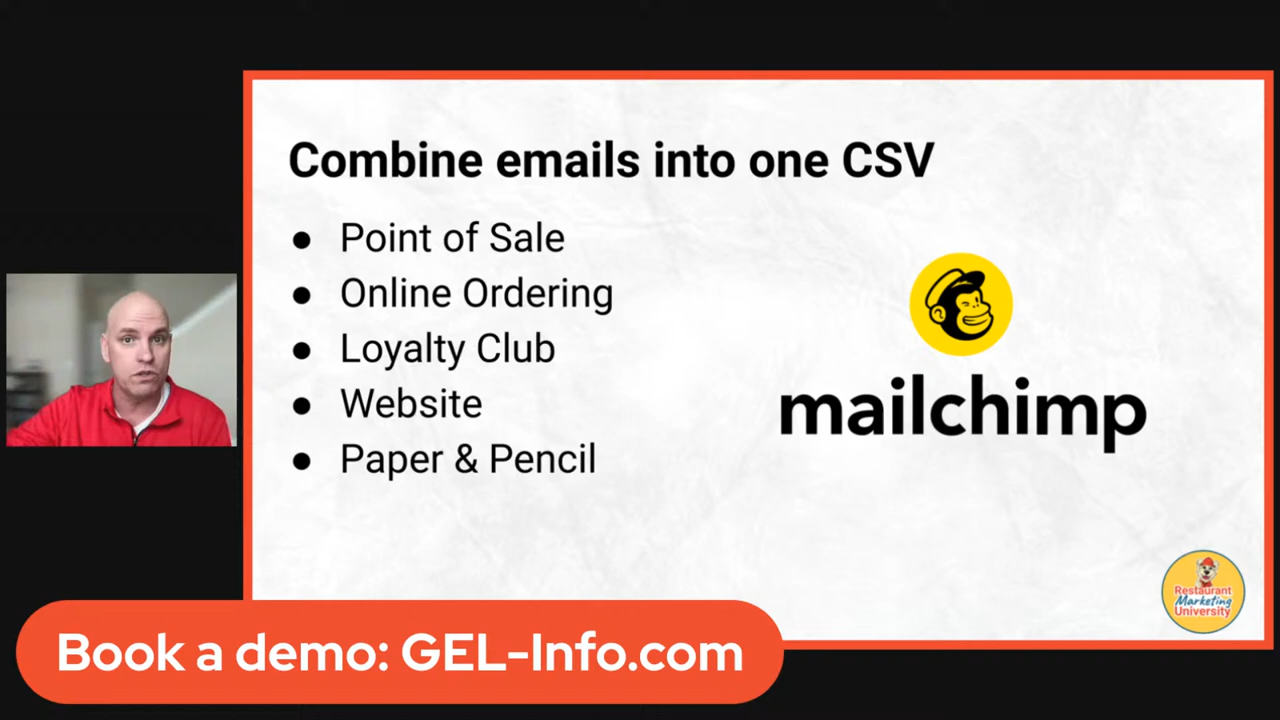 Combine emails into one CSV
● Point of Sale
● Online Ordering
● Loyalty Club
● Website
● Paper & Pencil
mailchimp
Restaurant
Marketing
University
Book a demo: GEL-Info.com